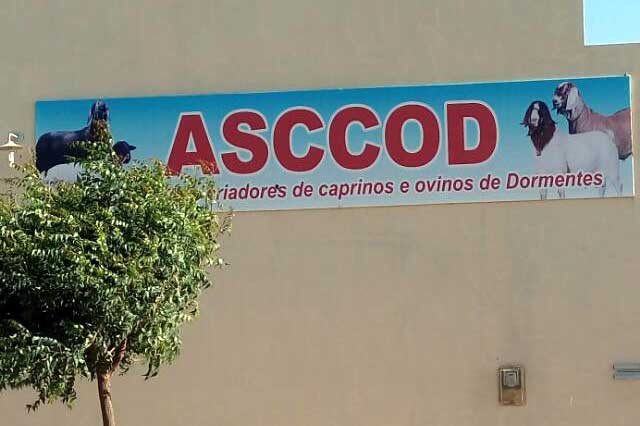 ASCCOD
riadores de caprinos e ovinos de Dormentes